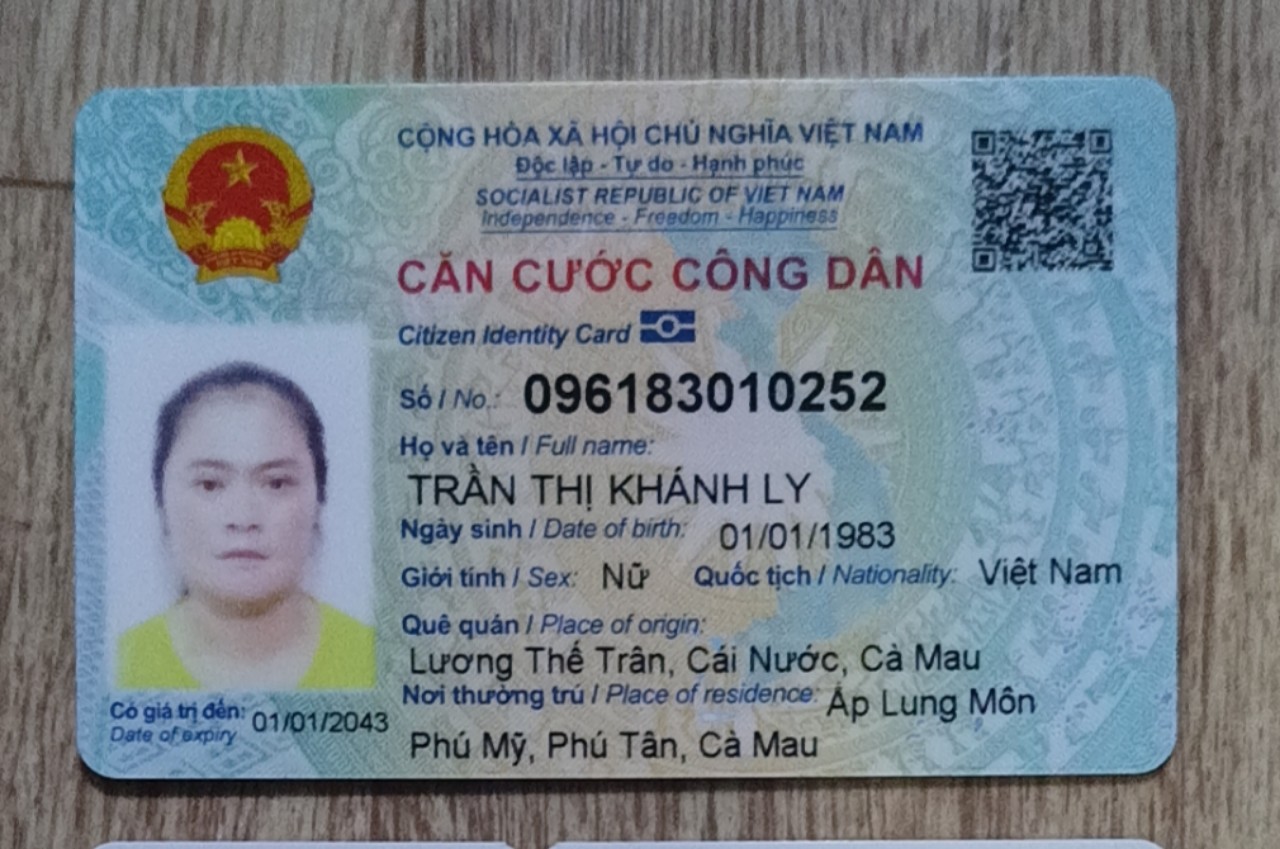 CỘNG HÒA XÃ HỘI CHỦ NGHĨA VIỆT NAM
Độc lập - Tự do - Hạnh phúc
SOCIALIST REPUBLIC OF VIET NAM
Independence - Freedom - Happiness
CĂN CƯỚC CÔNG DÂN
Citizen Identity Card
Số / No.: 096183010252
Họ và tên / Full name:
TRẦN THỊ KHÁNH LY
Ngày sinh / Date of birth: 01/01/1983
Giới tính / Sex: Nữ Quốc tịch / Nationality: Việt Nam
Quê quán / Place of origin:
Lương Thế Trân, Cái Nước, Cà Mau
Nơi thường trú / Place of residence: Ấp Lung Môn
Phú Mỹ, Phú Tân, Cà Mau
Có giá trị đến: 01/01/2043
Date of expiry